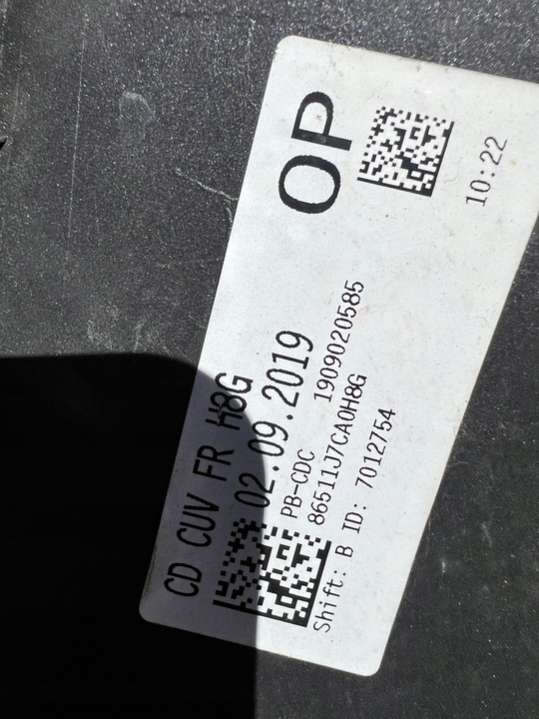 CD CUV FR H8G
02.09.2019
OP
PB-CDC 1909020585
86511J7CA0H8G
Shift: B ID: 7012754
10:22